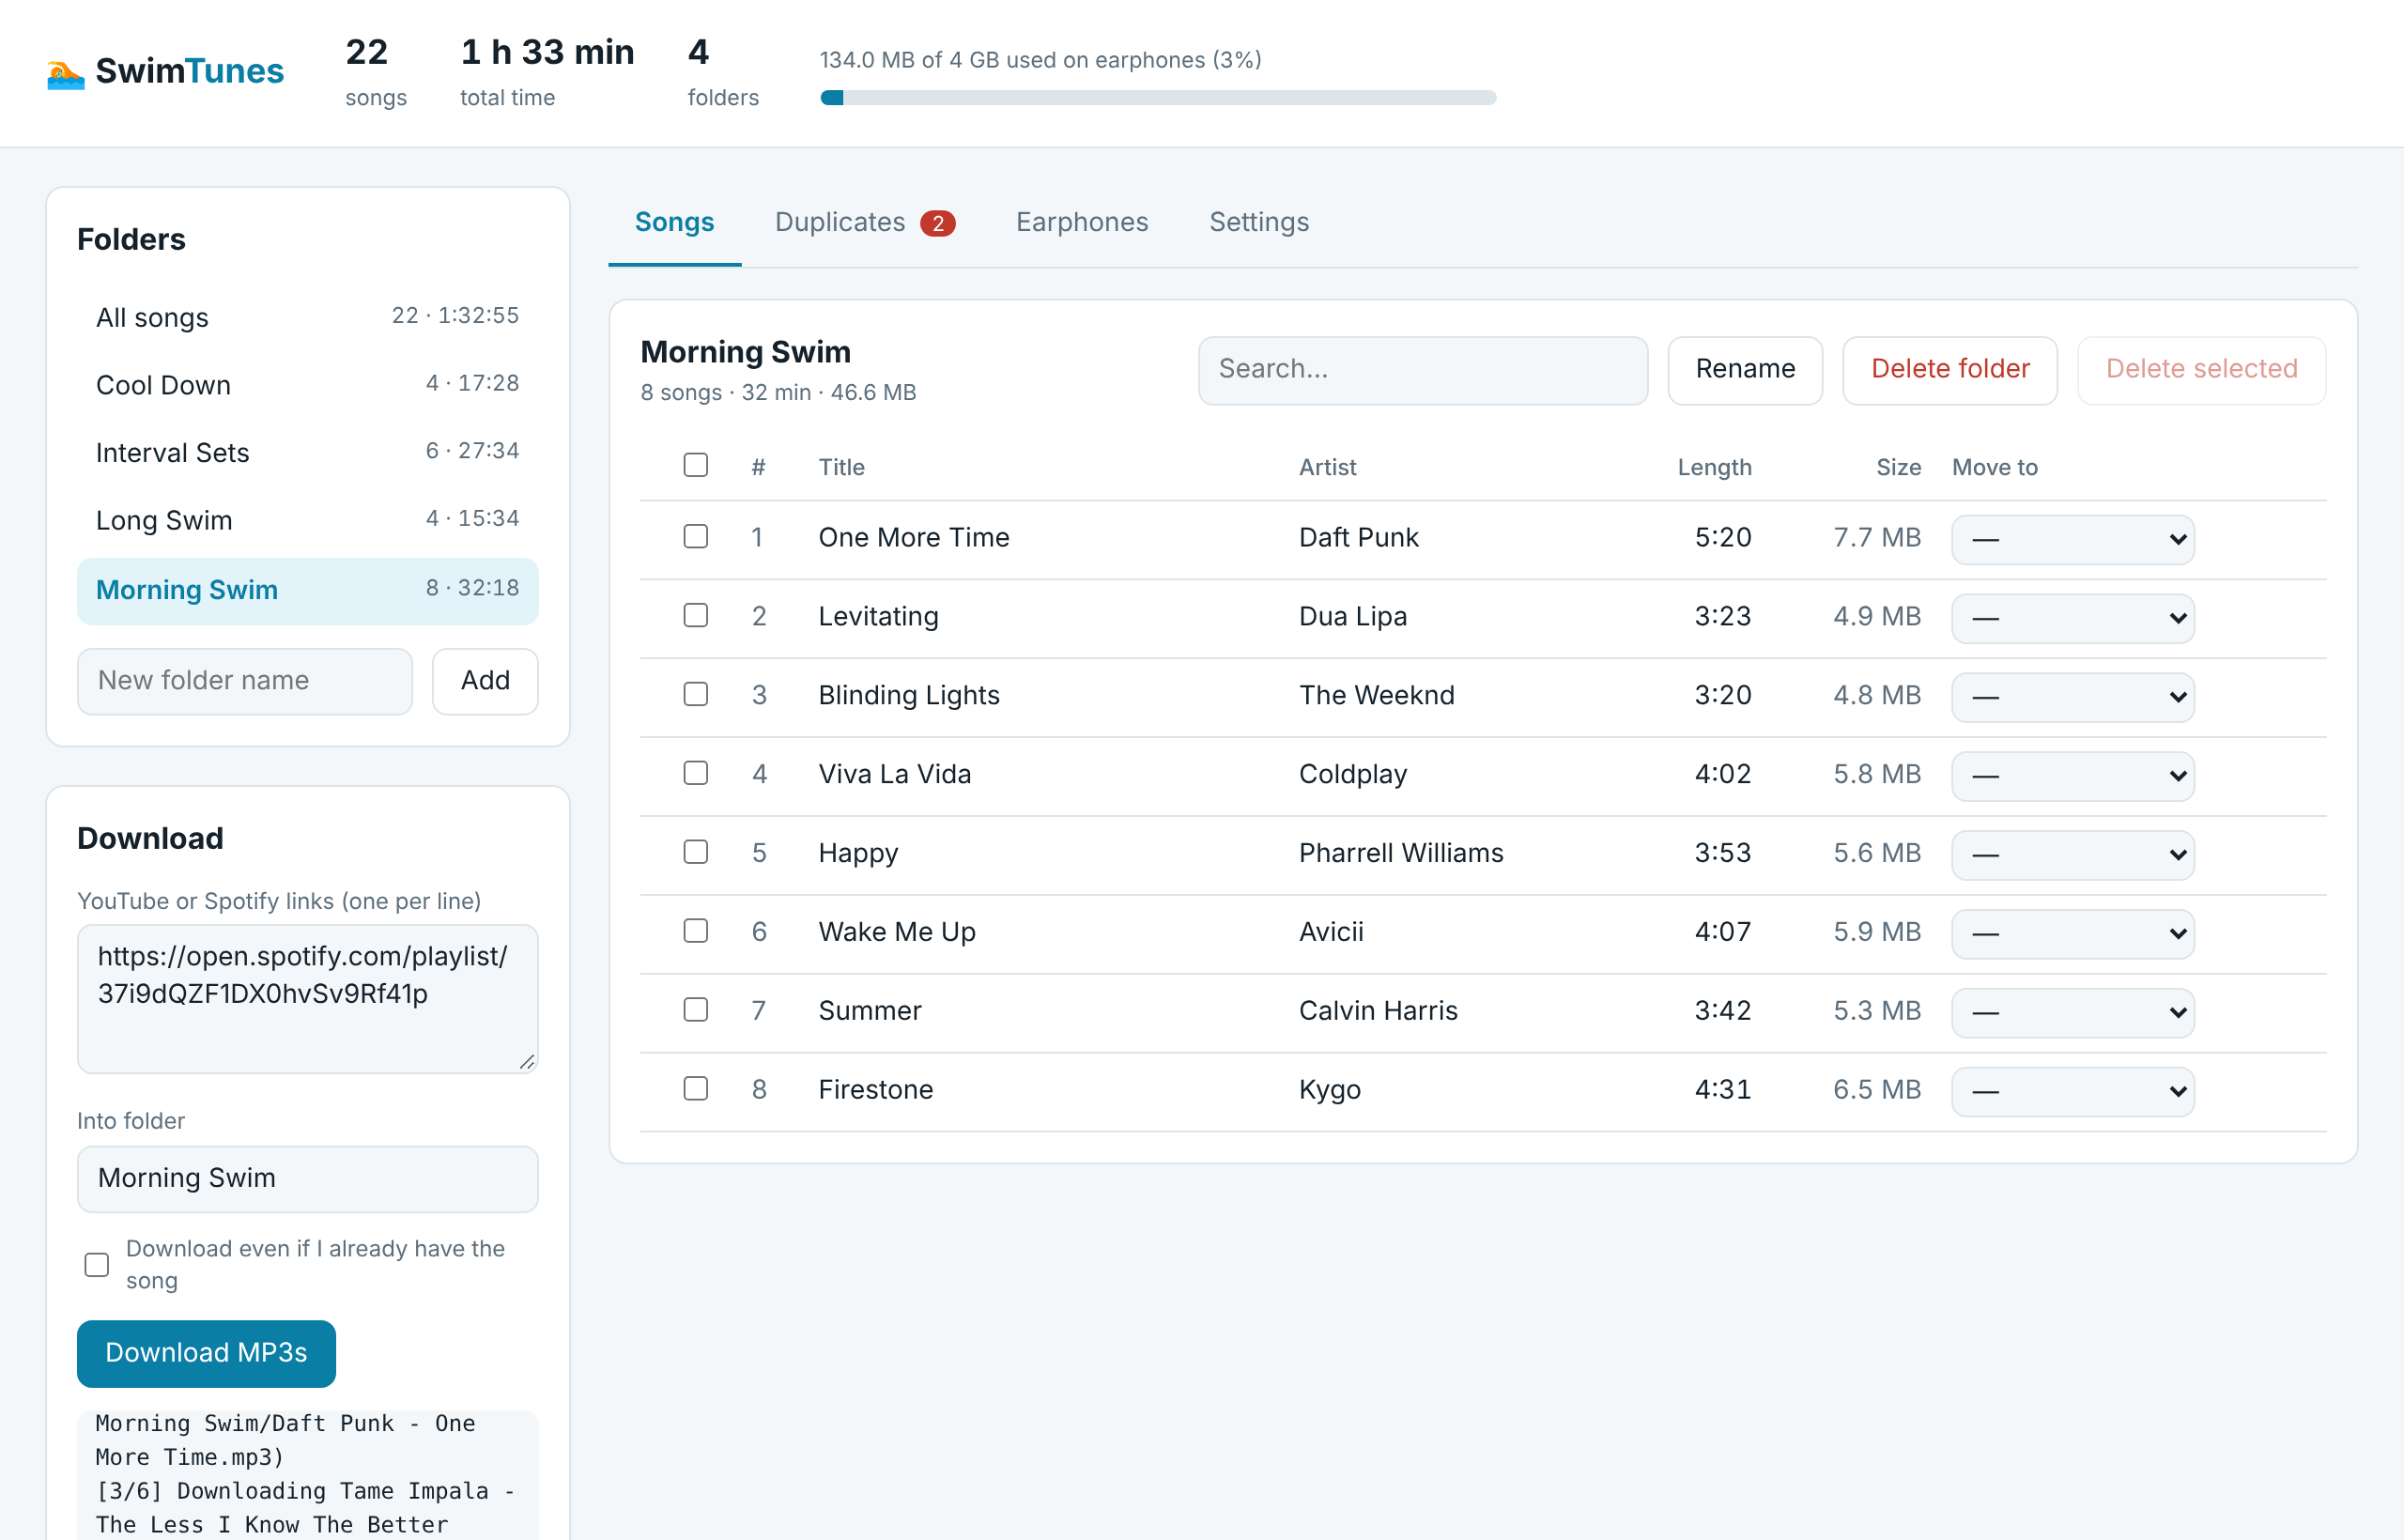 SwimTunes
22 songs
1 h 33 min total time
4 folders
134.0 MB of 4 GB used on earphones (3%)
Folders
All songs 22 · 1:32:55
Cool Down 4 · 17:28
Interval Sets 6 · 27:34
Long Swim 4 · 15:34
Morning Swim 8 · 32:18
New folder name Add
Download
YouTube or Spotify links (one per line)
https://open.spotify.com/playlist/
37i9dQZF1DX0hvSv9Rf41p
Into folder
Morning Swim
Download even if I already have the
song
Download MP3s
Morning Swim/Daft Punk - One
More Time.mp3)
[3/6] Downloading Tame Impala -
The Less I Know The Better
Songs Duplicates 2 Earphones Settings
Morning Swim
8 songs · 32 min · 46.6 MB
Search... Rename Delete folder Delete selected
# Title Artist Length Size Move to
1 One More Time Daft Punk 5:20 7.7 MB —
2 Levitating Dua Lipa 3:23 4.9 MB —
3 Blinding Lights The Weeknd 3:20 4.8 MB —
4 Viva La Vida Coldplay 4:02 5.8 MB —
5 Happy Pharrell Williams 3:53 5.6 MB —
6 Wake Me Up Avicii 4:07 5.9 MB —
7 Summer Calvin Harris 3:42 5.3 MB —
8 Firestone Kygo 4:31 6.5 MB —